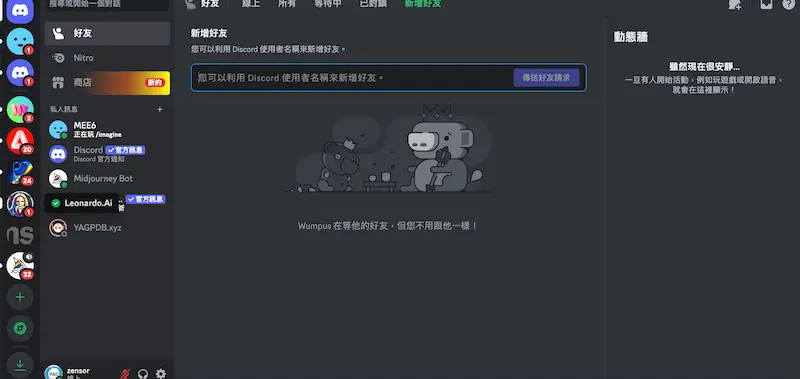 搜尋或開始一個對話
好友
線上
所有
等待中
已封鎖
新增好友
好友
Nitro
商店
新的
私人訊息
MEE6
正在玩 /imagine
Discord
官方訊息
Discord 官方通知
Midjourney Bot
官方訊息
新
Leonardo.Ai
YAGPDB.xyz
1
1
2
20
24
1
32
zensor
線上
新增好友
您可以利用 Discord 使用者名稱來新增好友。
您可以利用 Discord 使用者名稱來新增好友。
傳送好友請求
Wumpus 在等他的好友,但您不用跟他一樣!
動態牆
雖然現在很安靜...
一旦有人開始活動,例如玩遊戲或開啟語音,
就會在這裡顯示!